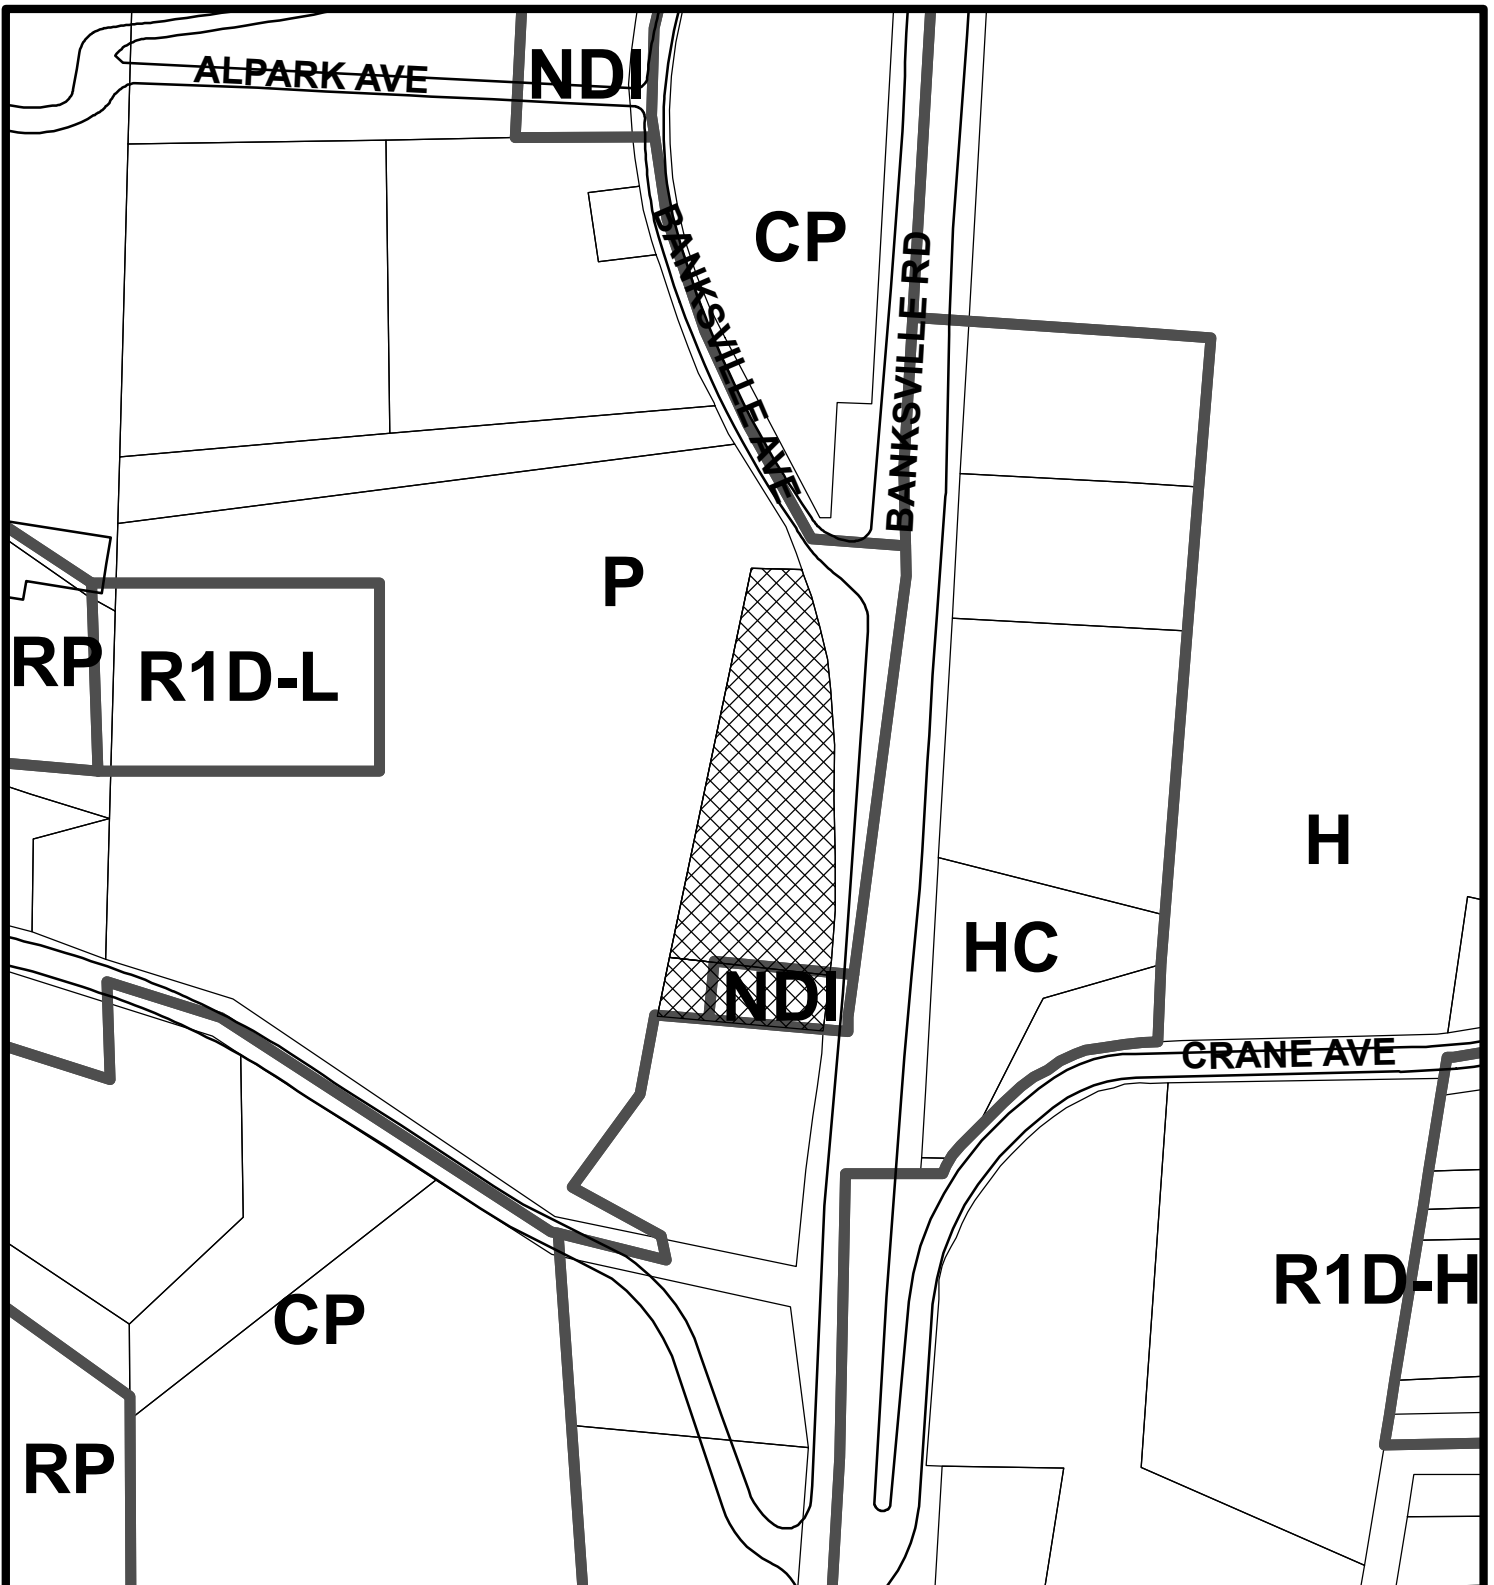 ALPARK AVE
NDI
CP
BANKSVILLE AVE
BANKSVILLE RD
P
RP
R1D-L
H
HC
NDI
CRANE AVE
R1D-H
CP
RP